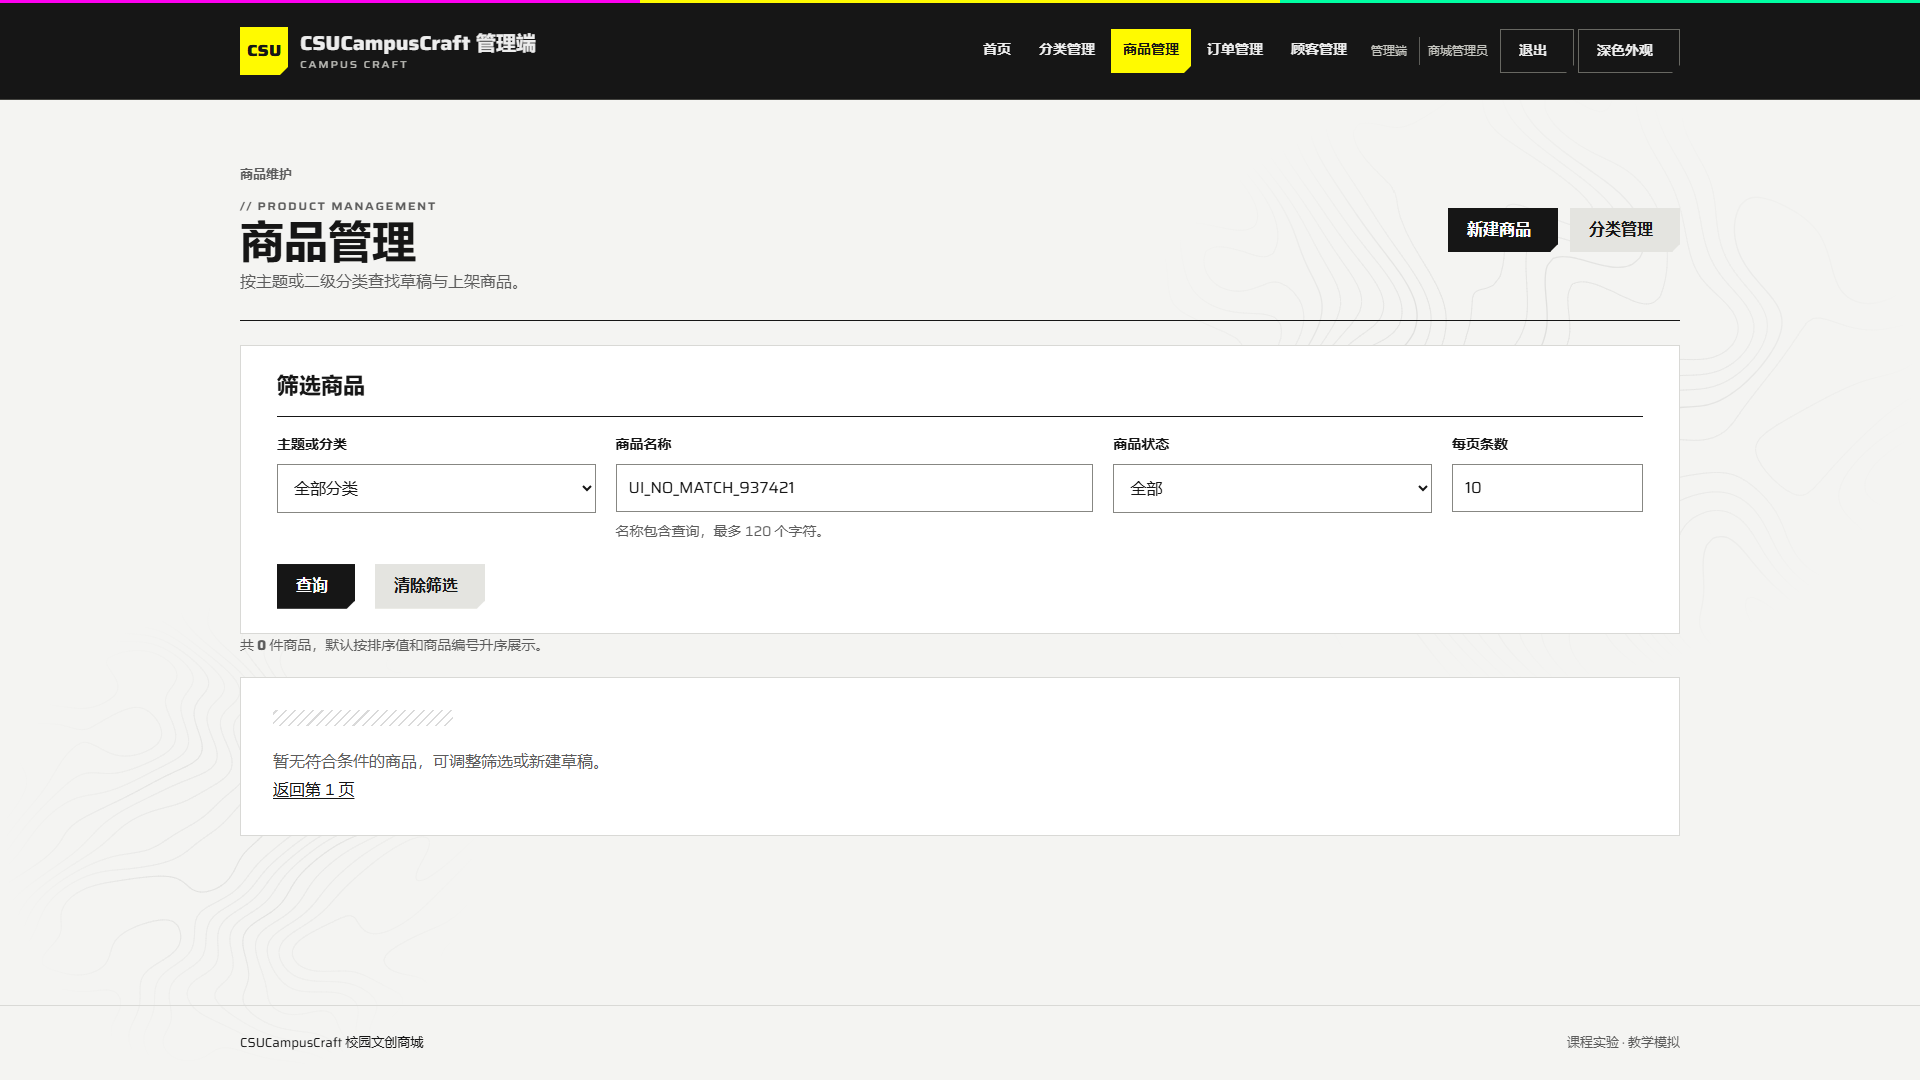 CSU
CSUCampusCraft 管理端
CAMPUS CRAFT
首页
分类管理
商品管理
订单管理
顾客管理
管理端
商城管理员
退出
深色外观
商品维护
// PRODUCT MANAGEMENT
商品管理
按主题或二级分类查找草稿与上架商品。
新建商品
分类管理
筛选商品
主题或分类
商品名称
商品状态
每页条数
全部分类
UI_NO_MATCH_937421
全部
10
名称包含查询，最多 120 个字符。
查询
清除筛选
共 0 件商品，默认按排序值和商品编号升序展示。
暂无符合条件的商品，可调整筛选或新建草稿。
返回第 1 页
CSUCampusCraft 校园文创商城
课程实验 · 教学模拟